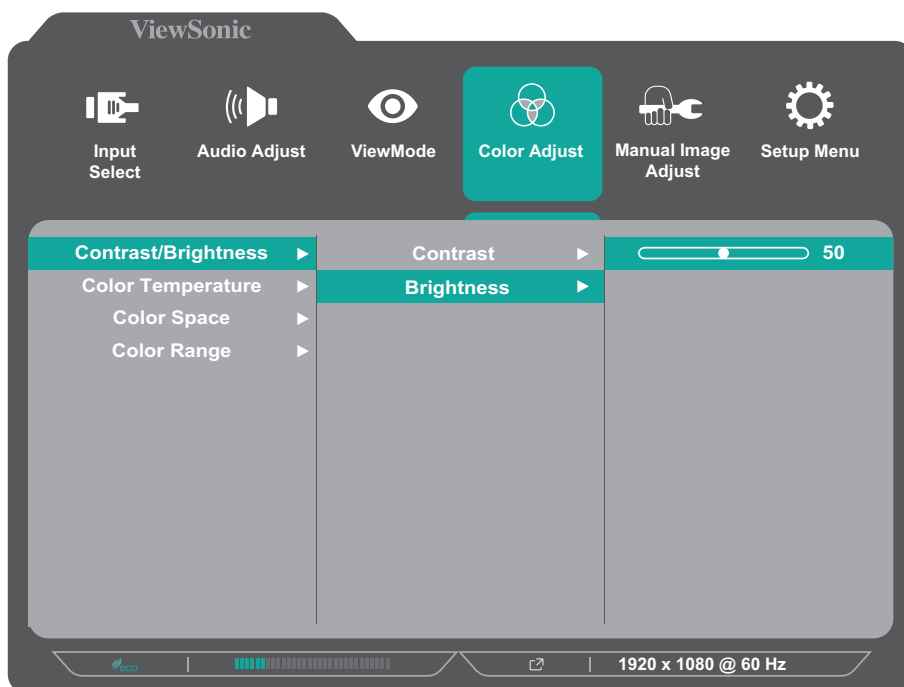 ViewSonic
Input Select
Audio Adjust
ViewMode
Color Adjust
Manual Image Adjust
Setup Menu
Contrast/Brightness
Contrast
50
Color Temperature
Brightness
Color Space
Color Range
eco
1920 x 1080 @ 60 Hz